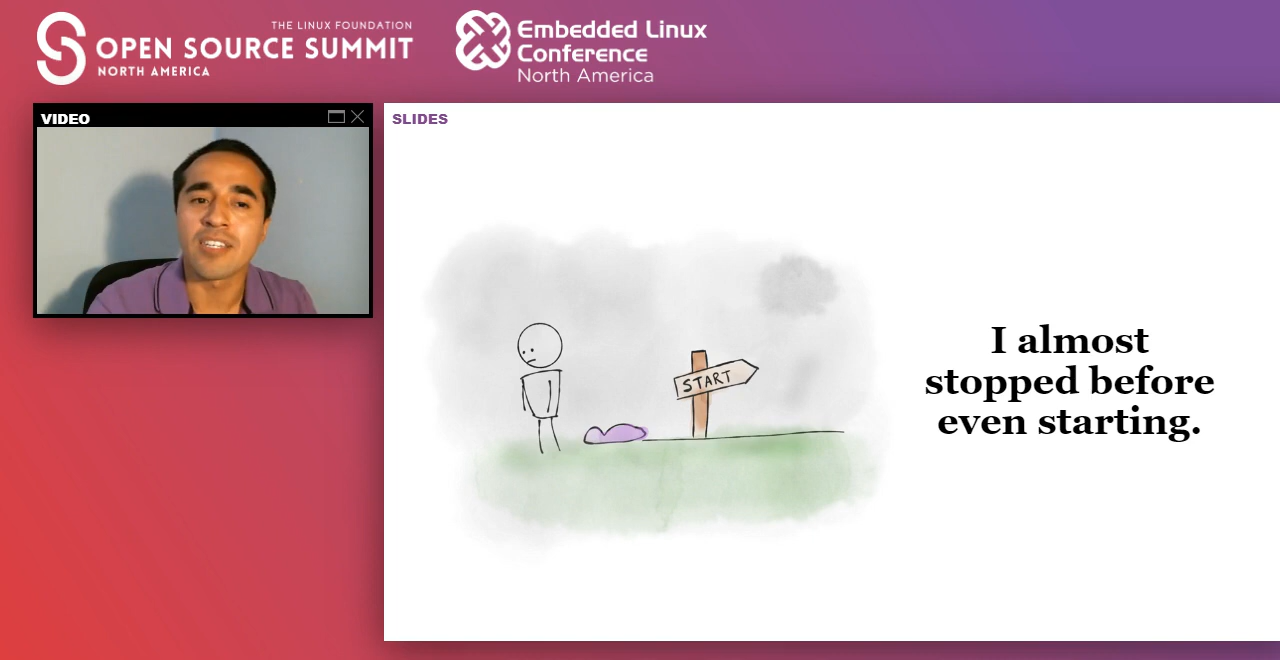 THE LINUX FOUNDATION
OPEN SOURCE SUMMIT
NORTH AMERICA
Embedded Linux
Conference
North America
VIDEO
SLIDES
START
I almost
stopped before
even starting.